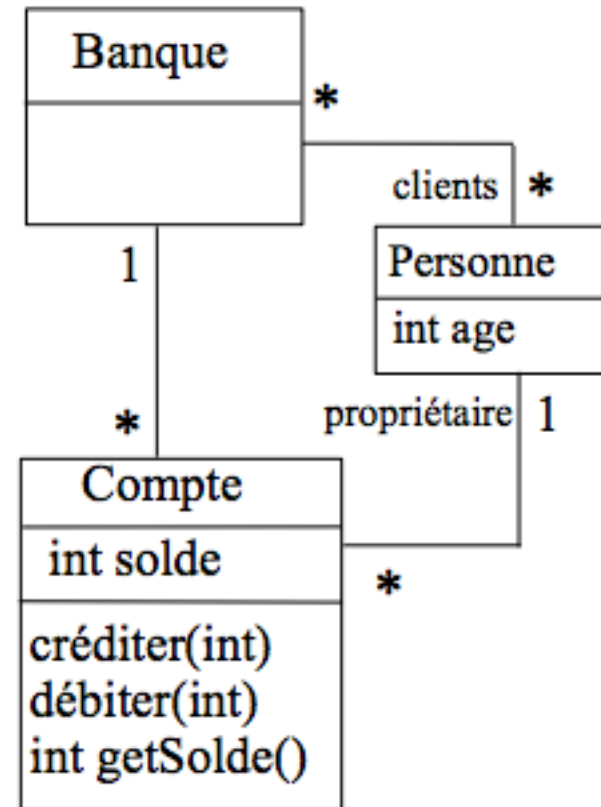 Banque
*
clients *
1
Personne
int age
propriétaire 1
*
Compte
int solde
*
créditer(int)
débiter(int)
int getSolde()